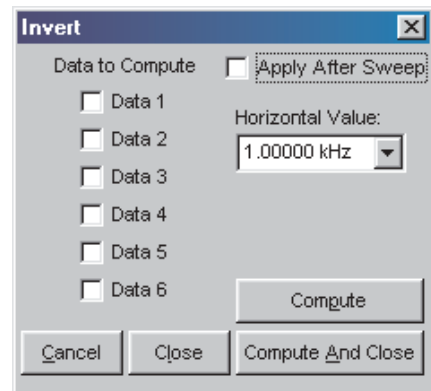 Invert
Data to Compute
Apply After Sweep
Data 1
Data 2
Data 3
Data 4
Data 5
Data 6
Horizontal Value:
1.00000 kHz
Compute
Cancel
Close
Compute And Close